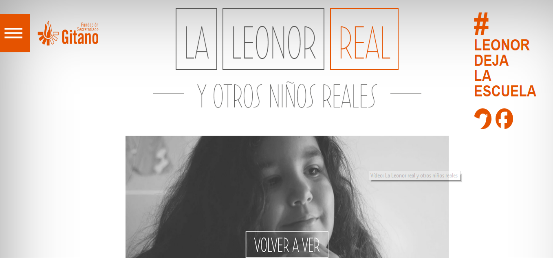 Gitano
LA LEONOR REAL
Y OTROS NIÑOS REALES
#
LEONOR
DEJA
LA
ESCUELA
VOLVER A VER